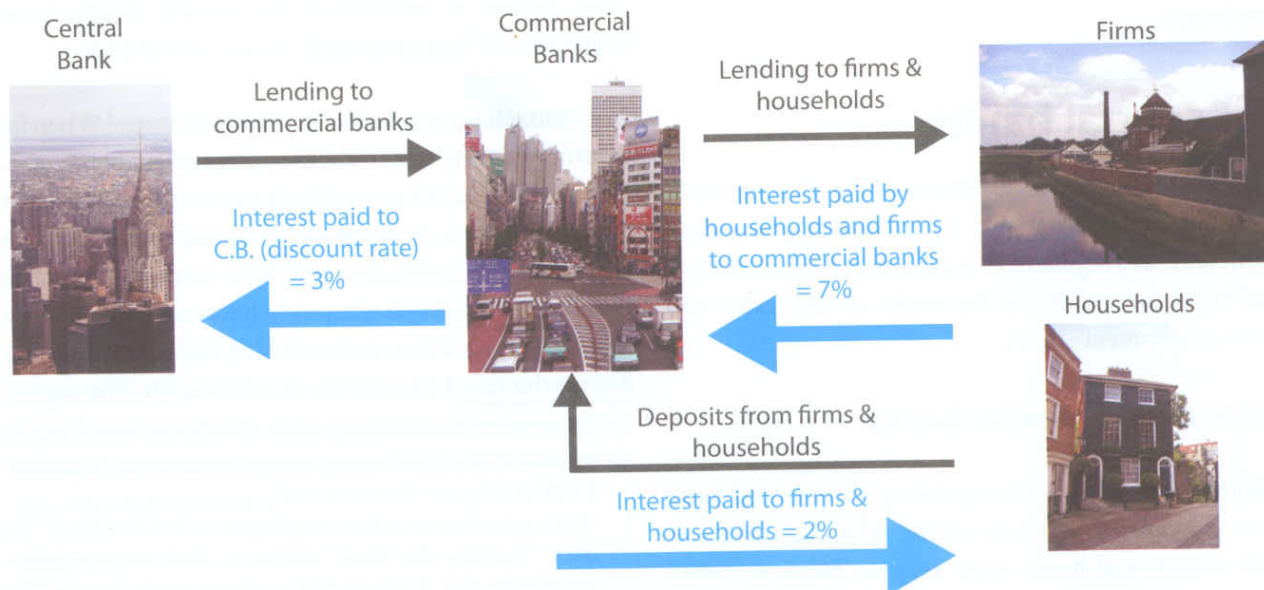 Central
Bank
Commercial
Banks
Firms
Lending to
commercial banks
Lending to firms &
households
Interest paid to
C.B. (discount rate)
= 3%
Interest paid by
households and firms
to commercial banks
= 7%
Households
Deposits from firms &
households
Interest paid to firms &
households = 2%